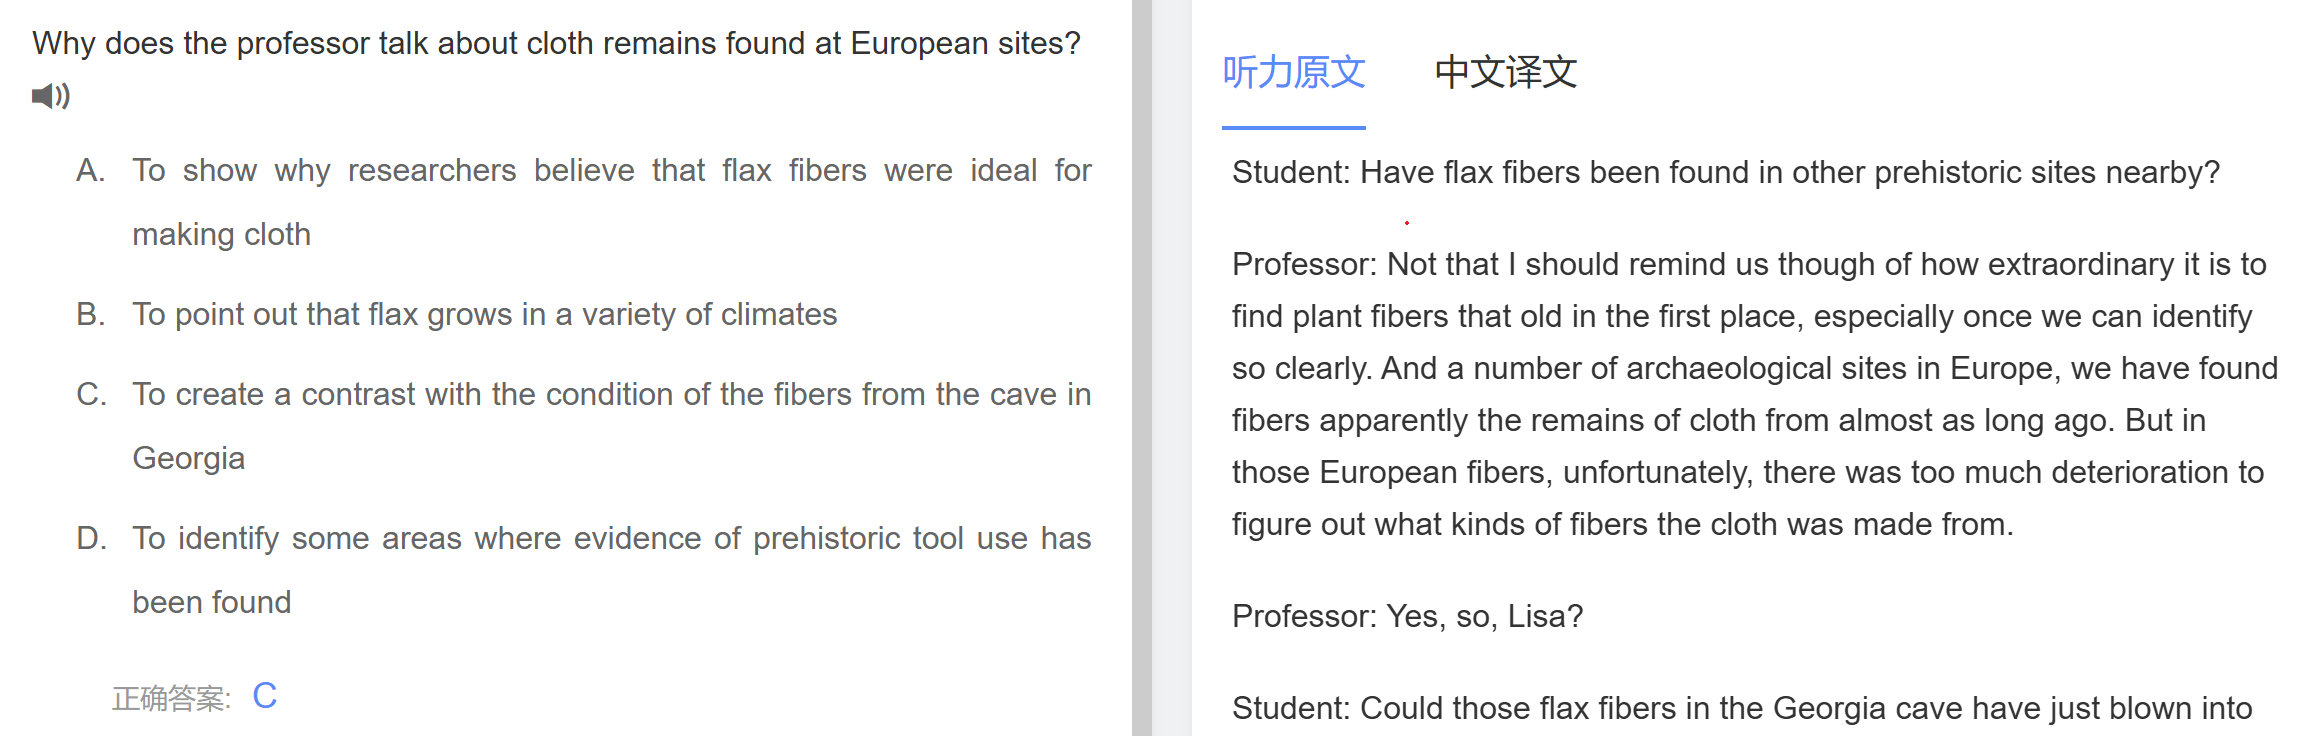 Why does the professor talk about cloth remains found at European sites?
A. To show why researchers believe that flax fibers were ideal for
making cloth
B. To point out that flax grows in a variety of climates
C. To create a contrast with the condition of the fibers from the cave in
Georgia
D. To identify some areas where evidence of prehistoric tool use has
been found
正确答案: C
听力原文 中文译文
Student: Have flax fibers been found in other prehistoric sites nearby?
Professor: Not that I should remind us though of how extraordinary it is to
find plant fibers that old in the first place, especially once we can identify
so clearly. And a number of archaeological sites in Europe, we have found
fibers apparently the remains of cloth from almost as long ago. But in
those European fibers, unfortunately, there was too much deterioration to
figure out what kinds of fibers the cloth was made from.
Professor: Yes, so, Lisa?
Student: Could those flax fibers in the Georgia cave have just blown into